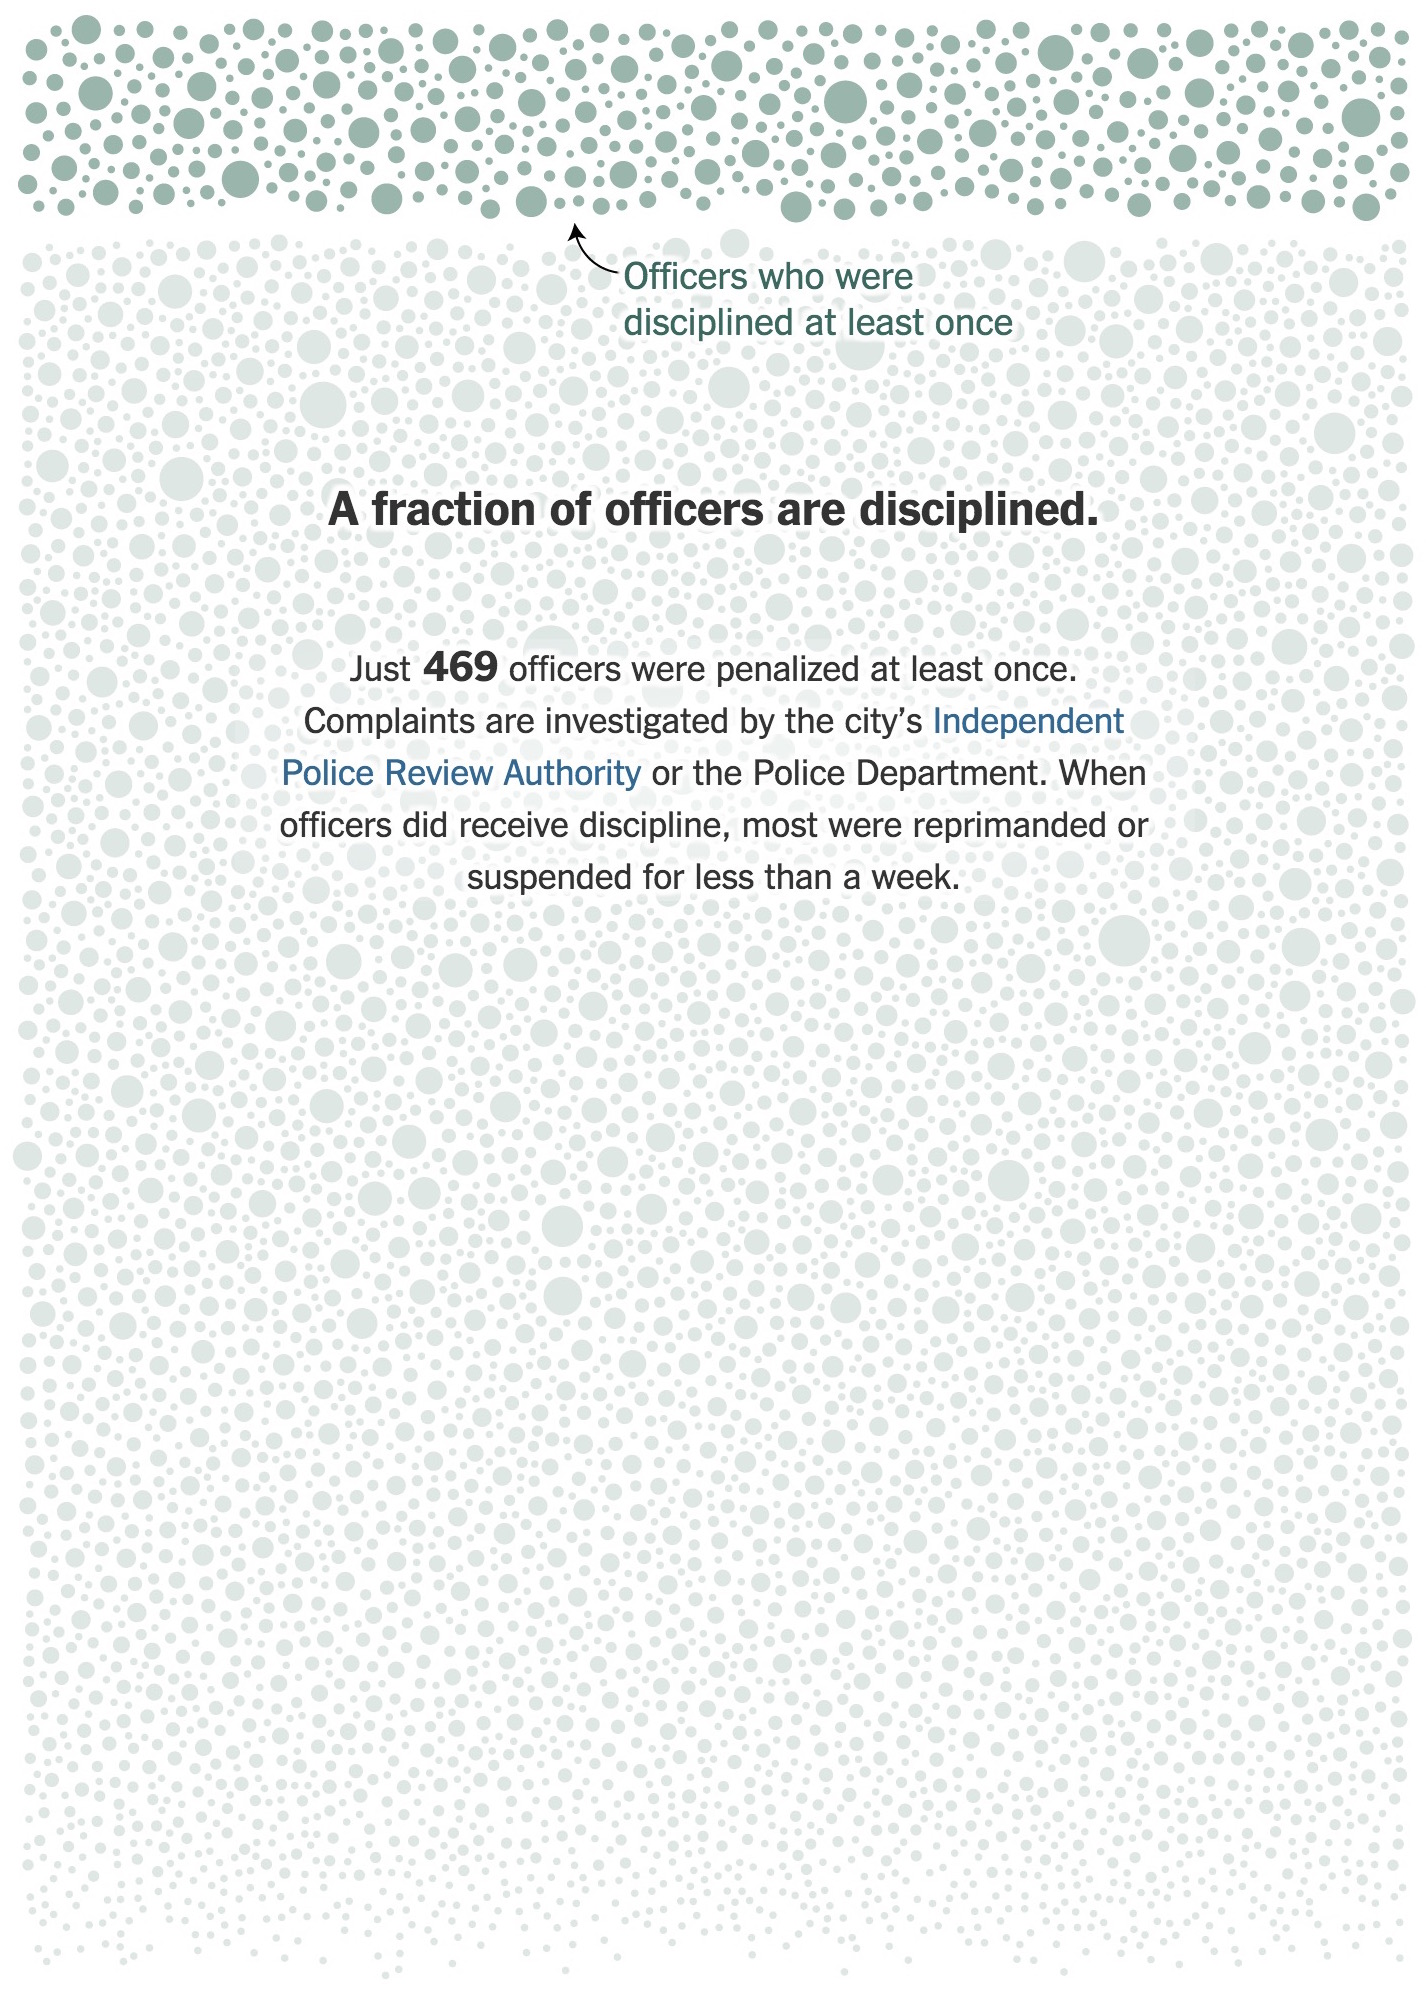 Officers who were
disciplined at least once
A fraction of officers are disciplined.
Just 469 officers were penalized at least once.
Complaints are investigated by the city’s Independent
Police Review Authority or the Police Department. When
officers did receive discipline, most were reprimanded or
suspended for less than a week.